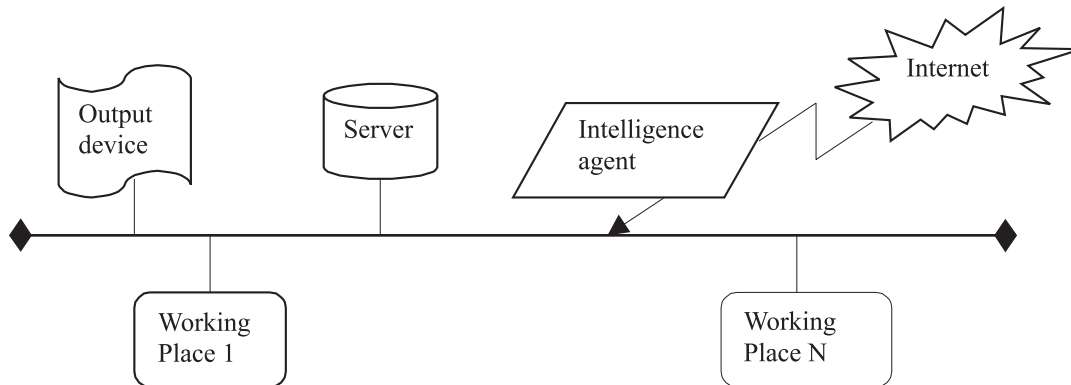 Output
device
Server
Intelligence
agent
Internet
Working
Place 1
Working
Place N